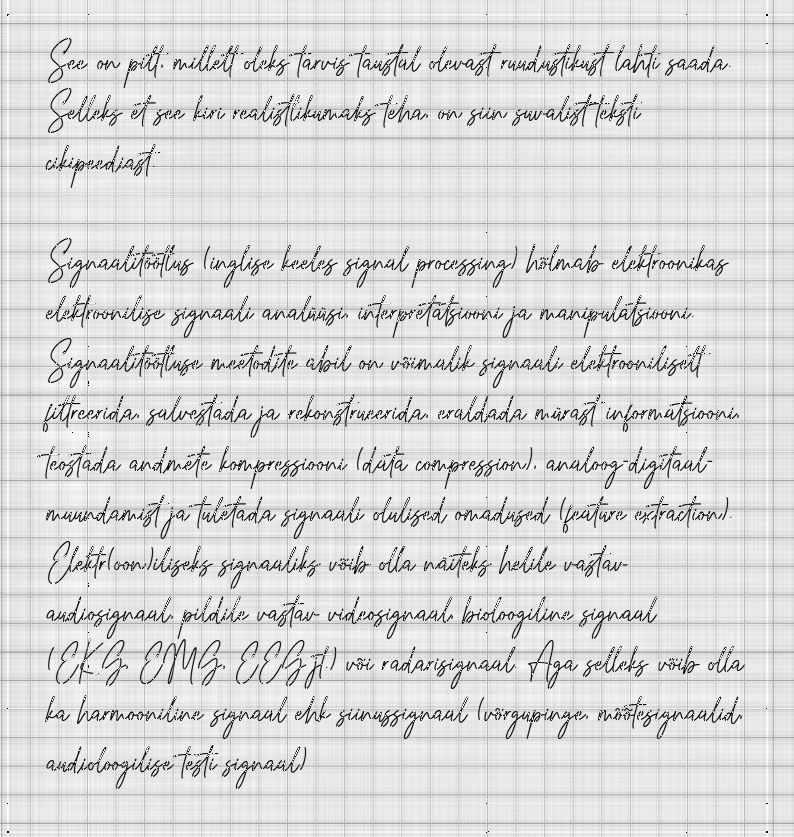 See on pilt, millelt oleks tarvis taustal olevast ruudustikust lahti saada.
Selleks et see kiri realistlikumaks teha, on siin suvalist teksti
cikipeediast
Signaalitöötlus (inglise keeles signal processing) hõlmab elektroonikas
elektroonilise signaali analüüsi, interpretatsiooni ja manipulatsiooni.
Signaalitöötluse meetodite abil on võimalik signaali elektrooniliselt
filtreerida, salvestada ja rekonstrueerida, eraldada mürast informatsiooni,
teostada andmete kompressiooni (data compression), analoog-digitaal-
muundamist ja tuletada signaali olulised omadused (feature extraction).
Elektr(oon)iliseks signaaliks võib olla näiteks helile vastav-
audiosignaal, pildile vastav- videosignaal, bioloogiline signaal
(EKG, EMG, EEG jt.) või radarisignaal. Aga selleks võib olla
ka harmooniline signaal ehk siinussignaal (võrgupinge, mõõtesignaalid,
audioloogilise testi signaal)